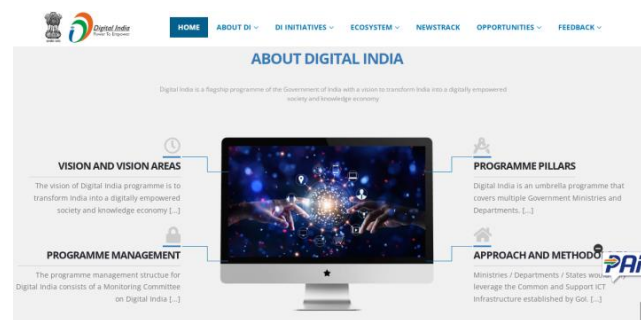 Digital India
Power To Empower
HOME
ABOUT DI
DI INITIATIVES
ECOSYSTEM
NEWSTRACK
OPPORTUNITIES
FEEDBACK
ABOUT DIGITAL INDIA
Digital India is a flagship programme of the Government of India with a vision to transform India into a digitally empowered
society and knowledge economy
VISION AND VISION AREAS
The vision of Digital India programme is to
transform India into a digitally empowered
society and knowledge economy [...]
PROGRAMME MANAGEMENT
The programme management structue for
Digital India consists of a Monitoring Committee
on Digital India [...]
PROGRAMME PILLARS
Digital India is an umbrella programme that
covers multiple Government Ministries and
Departments. [...]
APPROACH AND METHODO
Ministries / Departments / States
leverage the Common and Support ICT
Infrastructure established by GoI. [...]